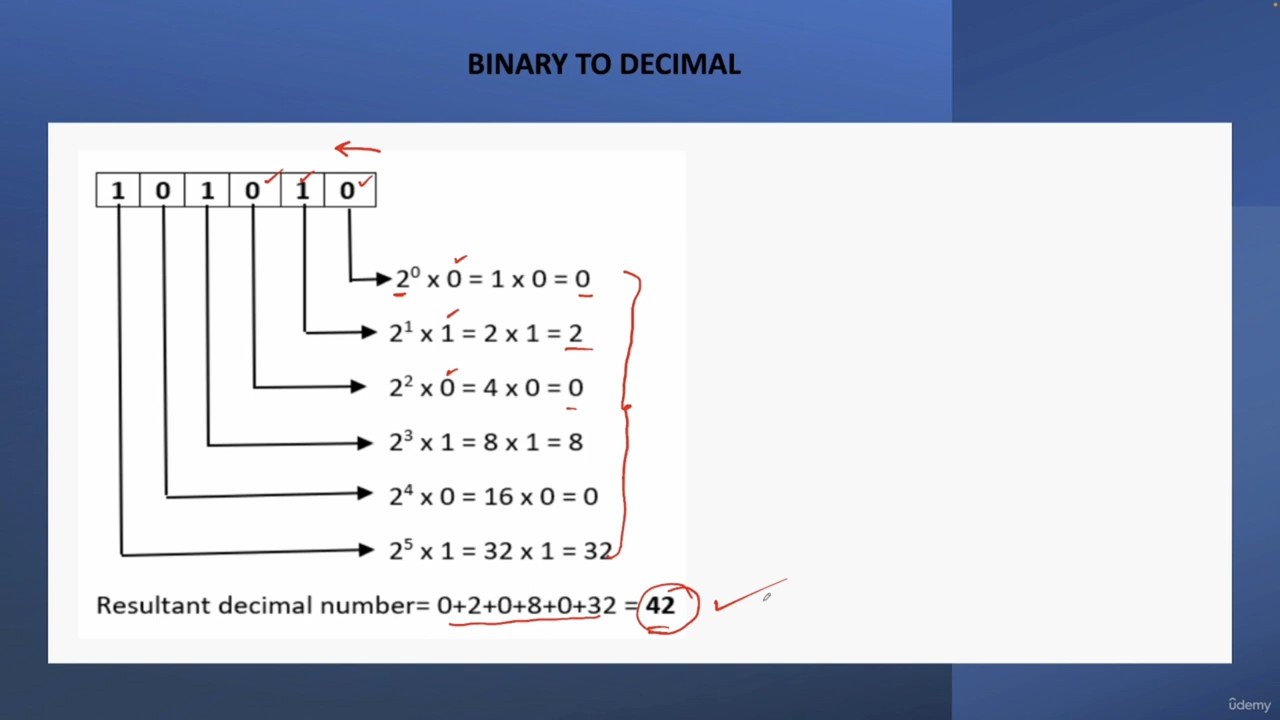 BINARY TO DECIMAL
1 0 1 0 1 0
2⁰ x 0 = 1 x 0 = 0
2¹ x 1 = 2 x 1 = 2
2² x 0 = 4 x 0 = 0
2³ x 1 = 8 x 1 = 8
2⁴ x 0 = 16 x 0 = 0
2⁵ x 1 = 32 x 1 = 32
Resultant decimal number= 0+2+0+8+0+32 = 42
ûdemy